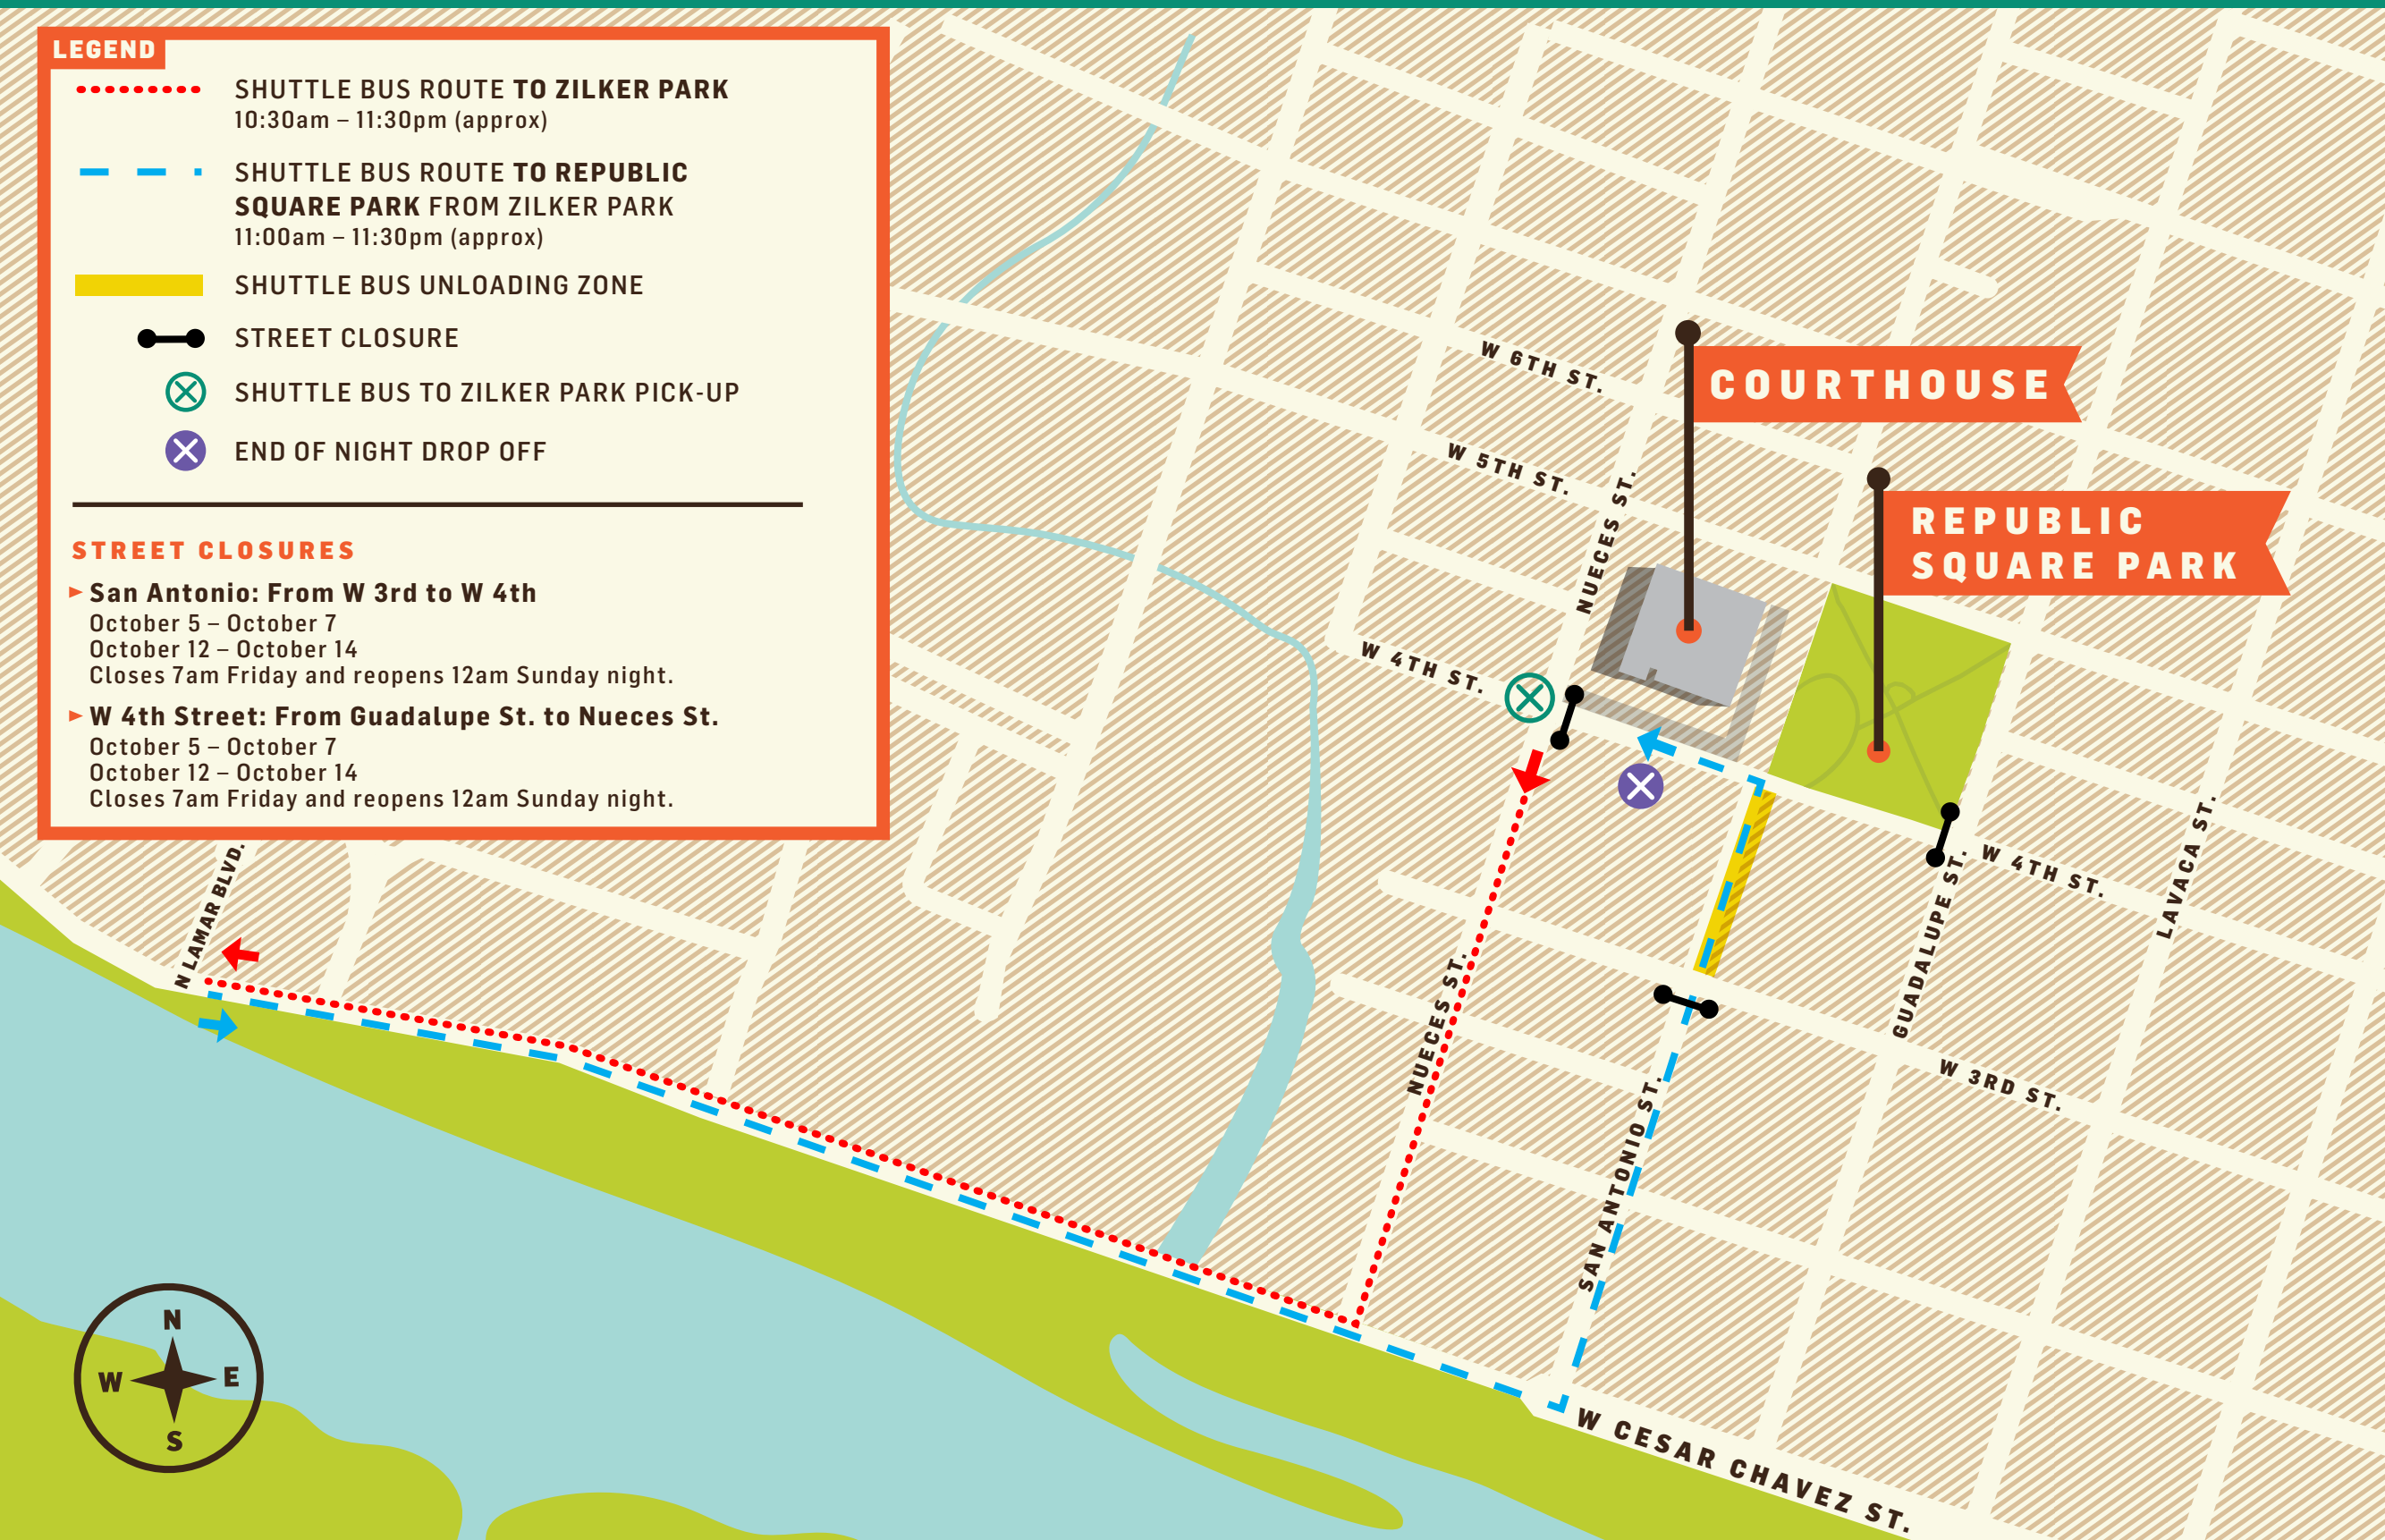 LEGEND
SHUTTLE BUS ROUTE TO ZILKER PARK
10:30am – 11:30pm (approx)
SHUTTLE BUS ROUTE TO REPUBLIC
SQUARE PARK FROM ZILKER PARK
11:00am – 11:30pm (approx)
SHUTTLE BUS UNLOADING ZONE
STREET CLOSURE
SHUTTLE BUS TO ZILKER PARK PICK-UP
END OF NIGHT DROP OFF
STREET CLOSURES
San Antonio: From W 3rd to W 4th
October 5 – October 7
October 12 – October 14
Closes 7am Friday and reopens 12am Sunday night.
W 4th Street: From Guadalupe St. to Nueces St.
October 5 – October 7
October 12 – October 14
Closes 7am Friday and reopens 12am Sunday night.
W 6TH ST.
COURTHOUSE
W 5TH ST.
NUECES ST.
REPUBLIC
SQUARE PARK
W 4TH ST.
W 4TH ST.
LAVACA ST.
GUADALUPE ST.
N LAMAR BLVD.
NUECES ST.
W 3RD ST.
SAN ANTONIO ST.
W CESAR CHAVEZ ST.
N
W
E
S